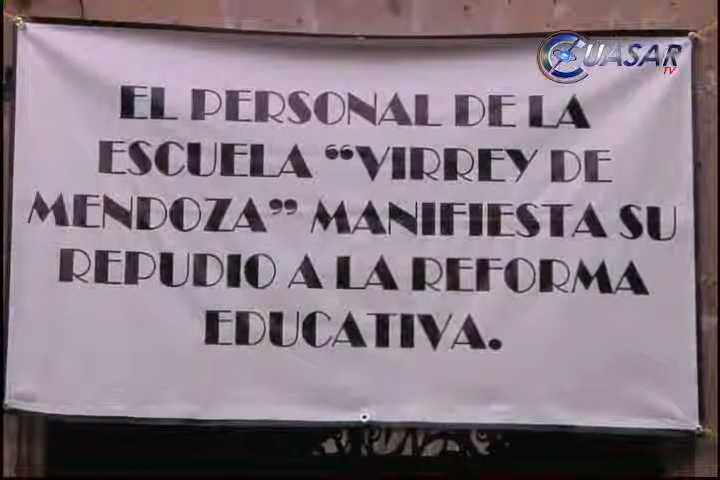 CUASAR
TV
EL PERSONAL DE LA
ESCUELA “VIRREY DE
MENDOZA” MANIFIESTA SU
REPUDIO A LA REFORMA
EDUCATIVA.